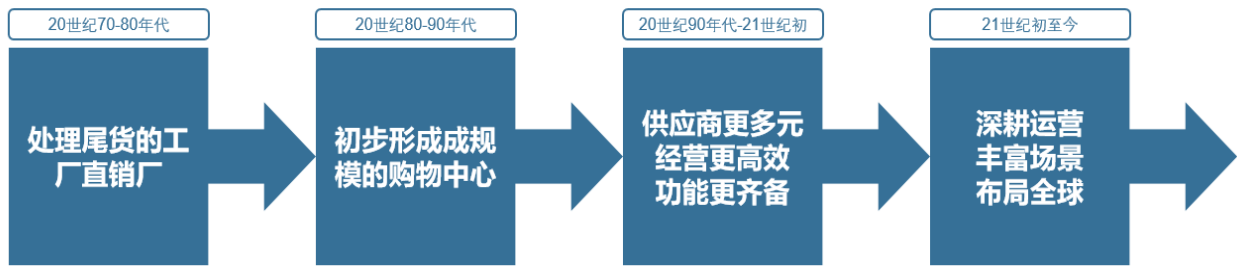 20世纪70-80年代
处理尾货的工
厂直销厂
20世纪80-90年代
初步形成成规
模的购物中心
20世纪90年代-21世纪初
供应商更多元
经营更高效
功能更齐备
21世纪初至今
深耕运营
丰富场景
布局全球